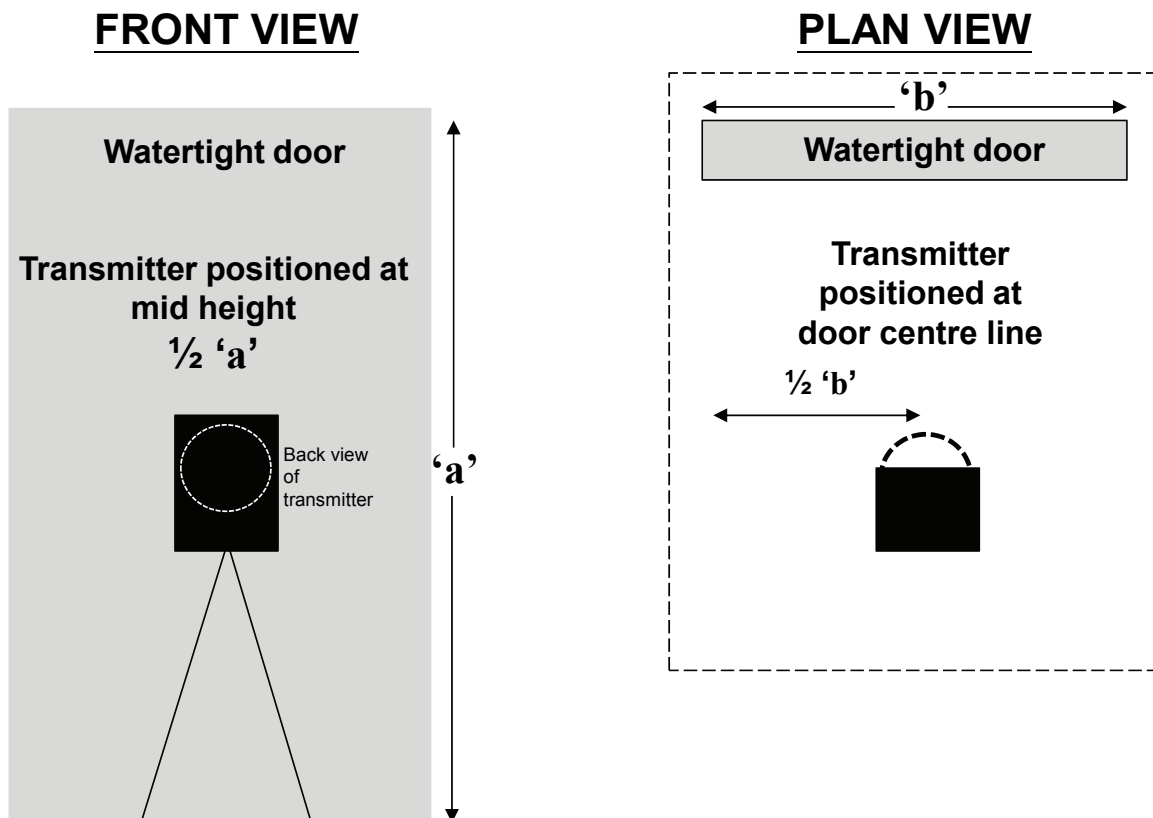 FRONT VIEW
Watertight door
Transmitter positioned at
mid height
½ ‘a’
Back view
of
transmitter
‘a’
PLAN VIEW
‘b’
Watertight door
Transmitter
positioned at
door centre line
½ ‘b’